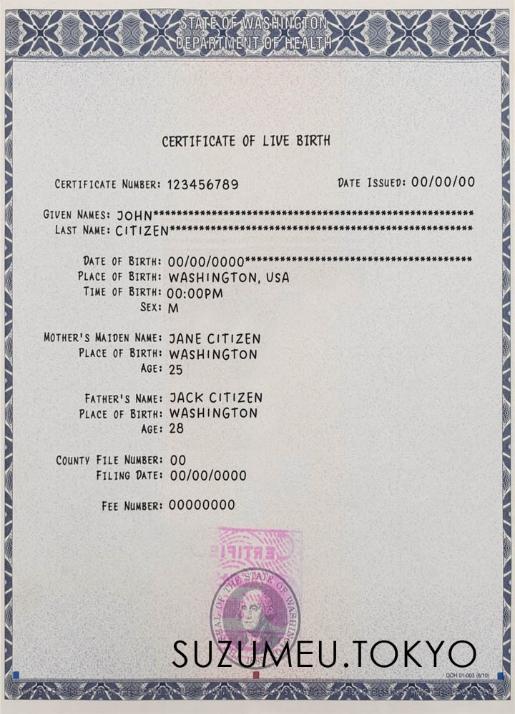 STATE OF WASHINGTON
DEPARTMENT OF HEALTH
CERTIFICATE OF LIVE BIRTH
CERTIFICATE NUMBER: 123456789 DATE ISSUED: 00/00/00
GIVEN NAMES: JOHN********************************************
LAST NAME: CITIZEN******************************************
DATE OF BIRTH: 00/00/0000********************************
PLACE OF BIRTH: WASHINGTON, USA
TIME OF BIRTH: 00:00PM
SEX: M
MOTHER'S MAIDEN NAME: JANE CITIZEN
PLACE OF BIRTH: WASHINGTON
AGE: 25
FATHER'S NAME: JACK CITIZEN
PLACE OF BIRTH: WASHINGTON
AGE: 28
COUNTY FILE NUMBER: 00
FILING DATE: 00/00/0000
FEE NUMBER: 00000000
OF THE STATE OF
SUZUMEU.TOKYO
DOH 01-003 (6/10)